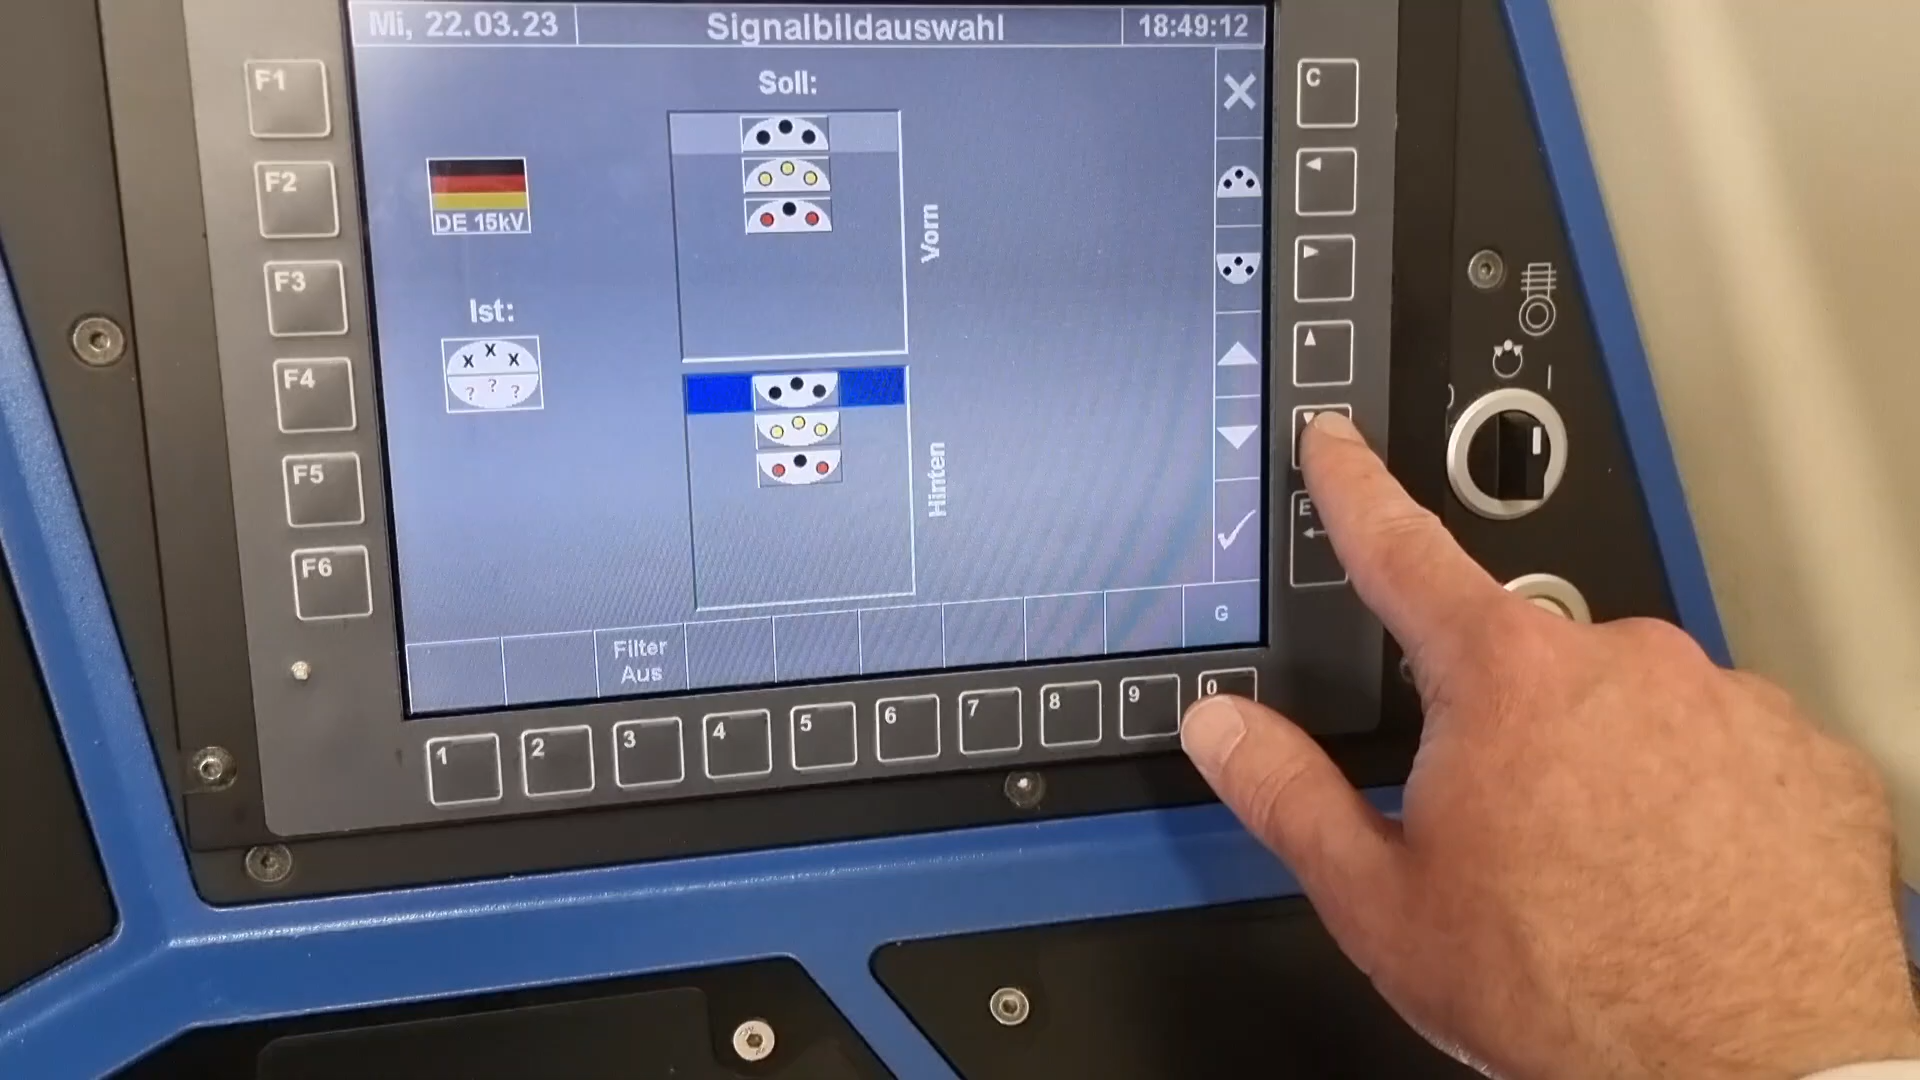 Mi, 22.03.23
Signalbildauswahl
18:49:12
Soll:
DE 15kV
Vorn
Ist:
X X X
? ? ?
Hinten
Filter
Aus
G
F1
F2
F3
F4
F5
F6
C
E
1
2
3
4
5
6
7
8
9
0